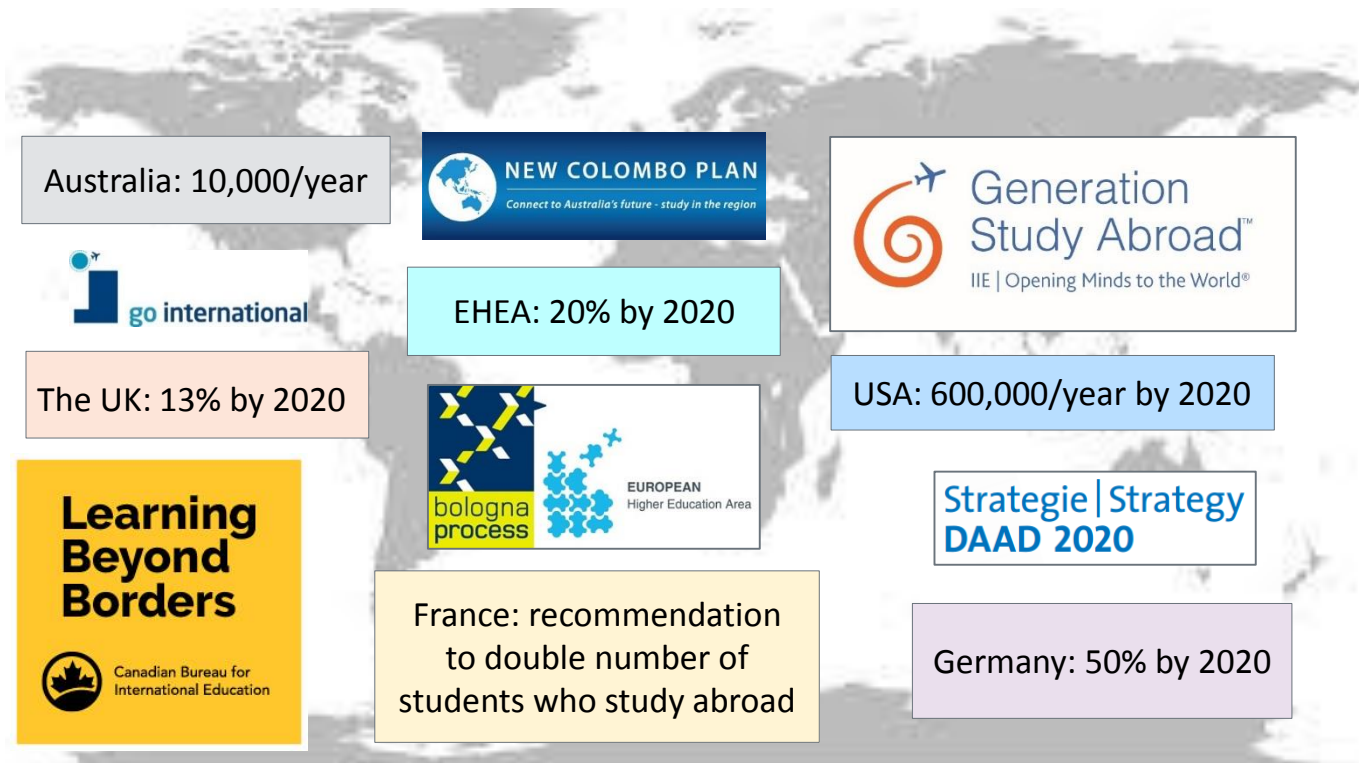 Australia: 10,000/year
NEW COLOMBO PLAN
Connect to Australia's future - study in the region
Generation
Study Abroad™
IIE | Opening Minds to the World®
go international
EHEA: 20% by 2020
The UK: 13% by 2020
USA: 600,000/year by 2020
bologna
process
EUROPEAN
Higher Education Area
Strategie | Strategy
DAAD 2020
Learning
Beyond
Borders
Canadian Bureau for
International Education
France: recommendation
to double number of
students who study abroad
Germany: 50% by 2020